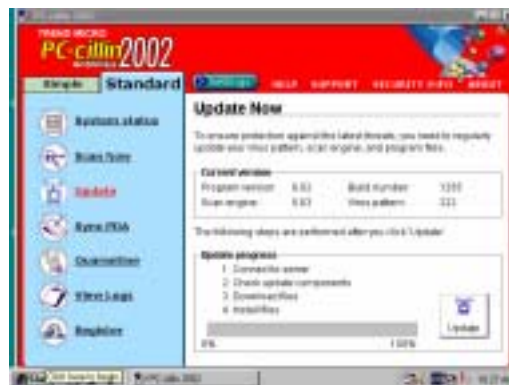 PC-cillin 2002
TREND MICRO
PC-cillin 2002
Simple Standard
HELP SUPPORT SECURITY INFO ABOUT
System status
Scan Now
Update
Sync PDA
Quarantine
View Logs
Register
Update Now
To ensure protection against the latest threats, you need to regularly
update your virus pattern, scan engine, and program files.
Current version
Program version Build number
Scan engine Virus pattern
The following steps are performed after you click 'Update'
Update progress
1 Connect to server
2 Check update components
3 Download files
4 Install files
0% 100%
Update